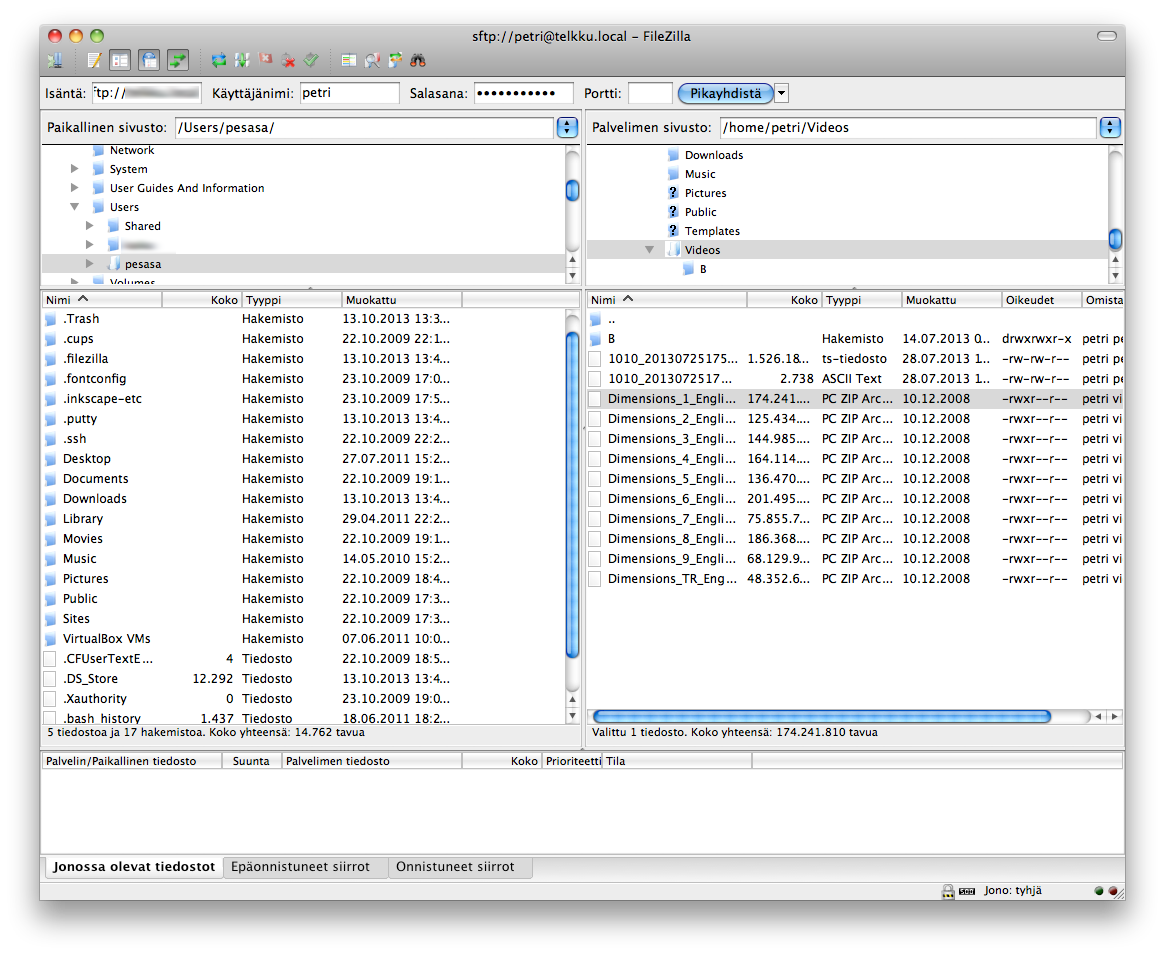 sftp://petri@telkku.local – FileZilla
Isäntä: ftp:// Käyttäjänimi: petri Salasana: ●●●●●●●●●●● Portti: Pikayhdistä
Paikallinen sivusto: /Users/pesasa/
Network
System
User Guides And Information
Users
Shared
pesasa
Volumes
Nimi Koko Tyyppi Muokattu
.Trash Hakemisto 13.10.2013 13:3...
.cups Hakemisto 22.10.2009 22:1...
.filezilla Hakemisto 13.10.2013 13:4...
.fontconfig Hakemisto 23.10.2009 17:0...
.inkscape-etc Hakemisto 23.10.2009 17:5...
.putty Hakemisto 13.10.2013 13:4...
.ssh Hakemisto 22.10.2009 22:2...
Desktop Hakemisto 27.07.2011 15:2...
Documents Hakemisto 22.10.2009 19:1...
Downloads Hakemisto 13.10.2013 13:4...
Library Hakemisto 29.04.2011 22:2...
Movies Hakemisto 22.10.2009 19:1...
Music Hakemisto 14.05.2010 15:2...
Pictures Hakemisto 22.10.2009 18:4...
Public Hakemisto 22.10.2009 17:3...
Sites Hakemisto 22.10.2009 17:3...
VirtualBox VMs Hakemisto 07.06.2011 10:0...
.CFUserTextE... 4 Tiedosto 22.10.2009 18:5...
.DS_Store 12.292 Tiedosto 13.10.2013 13:4...
.Xauthority 0 Tiedosto 23.10.2009 19:0...
.bash_history 1.437 Tiedosto 18.06.2011 18:2...
5 tiedostoa ja 17 hakemistoa. Koko yhteensä: 14.762 tavua
Palvelimen sivusto: /home/petri/Videos
Downloads
Music
? Pictures
? Public
? Templates
Videos
B
Nimi Koko Tyyppi Muokattu Oikeudet Omista
..
B Hakemisto 14.07.2013 0... drwxrwxr-x petri pe
1010_20130725175... 1.526.18... ts-tiedosto 28.07.2013 1... -rw-rw-r-- petri pe
1010_2013072517... 2.738 ASCII Text 28.07.2013 1... -rw-rw-r-- petri pe
Dimensions_1_Engli... 174.241.... PC ZIP Arc... 10.12.2008 -rwxr--r-- petri vi
Dimensions_2_Engli... 125.434.... PC ZIP Arc... 10.12.2008 -rwxr--r-- petri vi
Dimensions_3_Engli... 144.985.... PC ZIP Arc... 10.12.2008 -rwxr--r-- petri vi
Dimensions_4_Engli... 164.114.... PC ZIP Arc... 10.12.2008 -rwxr--r-- petri vi
Dimensions_5_Engli... 136.470.... PC ZIP Arc... 10.12.2008 -rwxr--r-- petri vi
Dimensions_6_Engli... 201.495.... PC ZIP Arc... 10.12.2008 -rwxr--r-- petri vi
Dimensions_7_Engli... 75.855.7... PC ZIP Arc... 10.12.2008 -rwxr--r-- petri vi
Dimensions_8_Engli... 186.368.... PC ZIP Arc... 10.12.2008 -rwxr--r-- petri vi
Dimensions_9_Engli... 68.129.9... PC ZIP Arc... 10.12.2008 -rwxr--r-- petri vi
Dimensions_TR_Eng... 48.352.6... PC ZIP Arc... 10.12.2008 -rwxr--r-- petri vi
Valittu 1 tiedosto. Koko yhteensä: 174.241.810 tavua
Palvelin/Paikallinen tiedosto Suunta Palvelimen tiedosto Koko Prioriteetti Tila
Jonossa olevat tiedostot Epäonnistuneet siirrot Onnistuneet siirrot
Jono: tyhjä